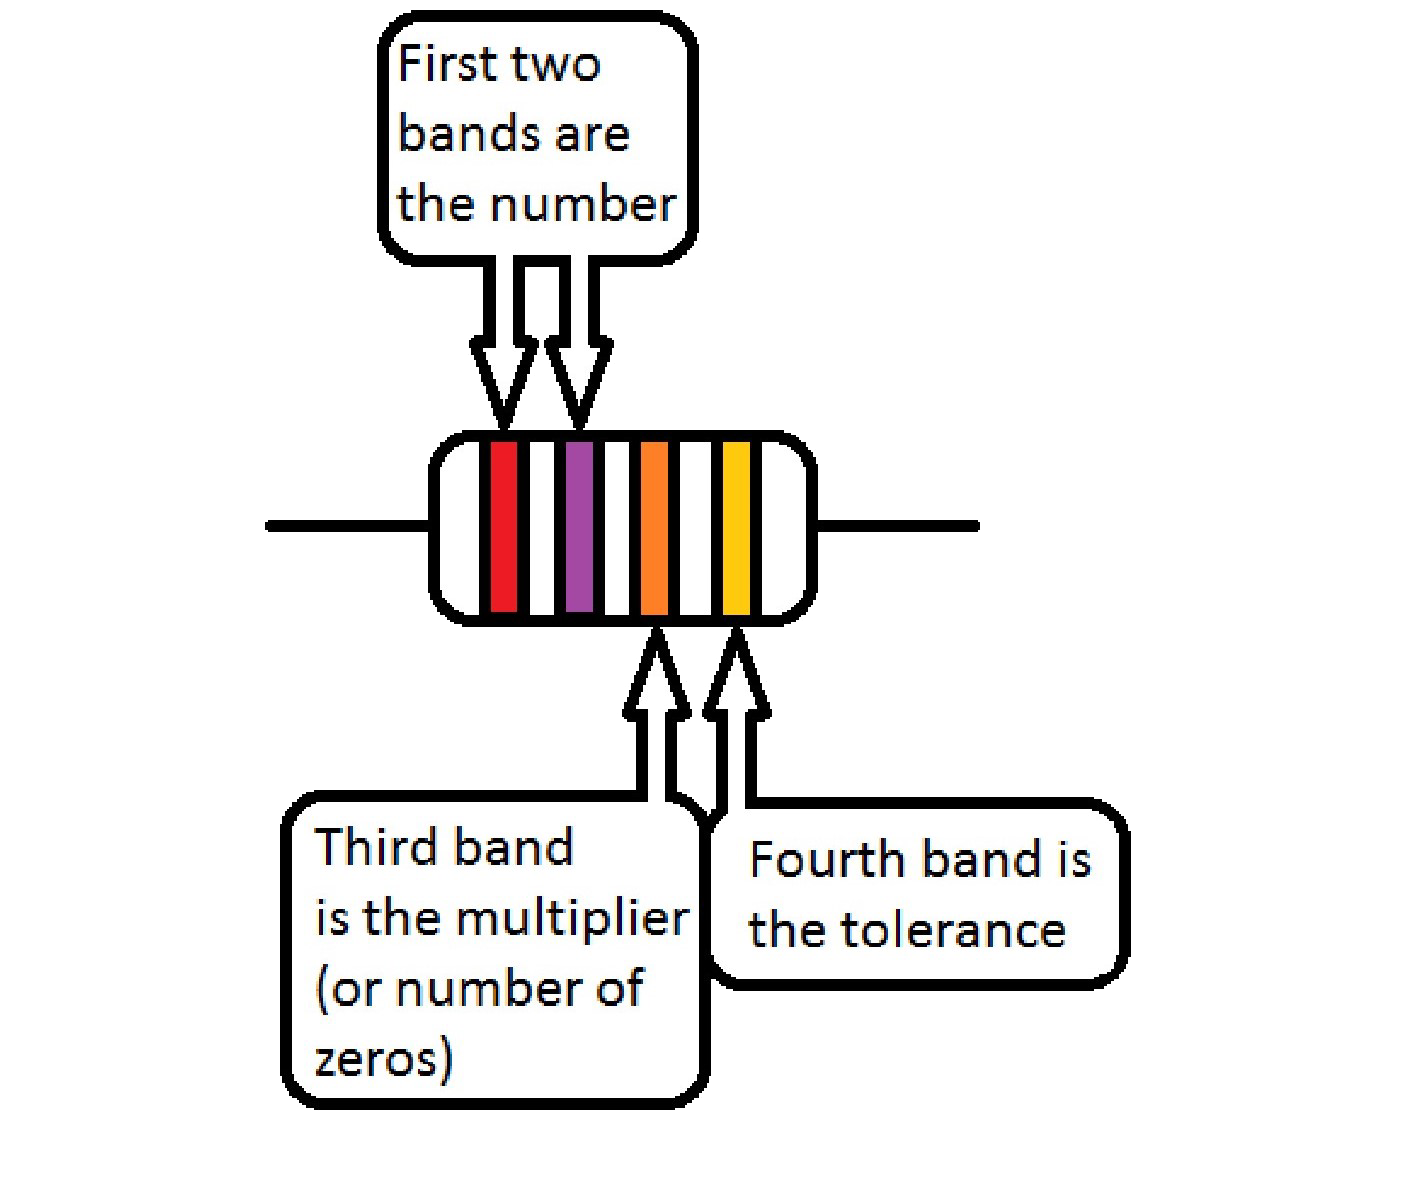 First two
bands are
the number
Third band
is the multiplier
(or number of
zeros)
Fourth band is
the tolerance